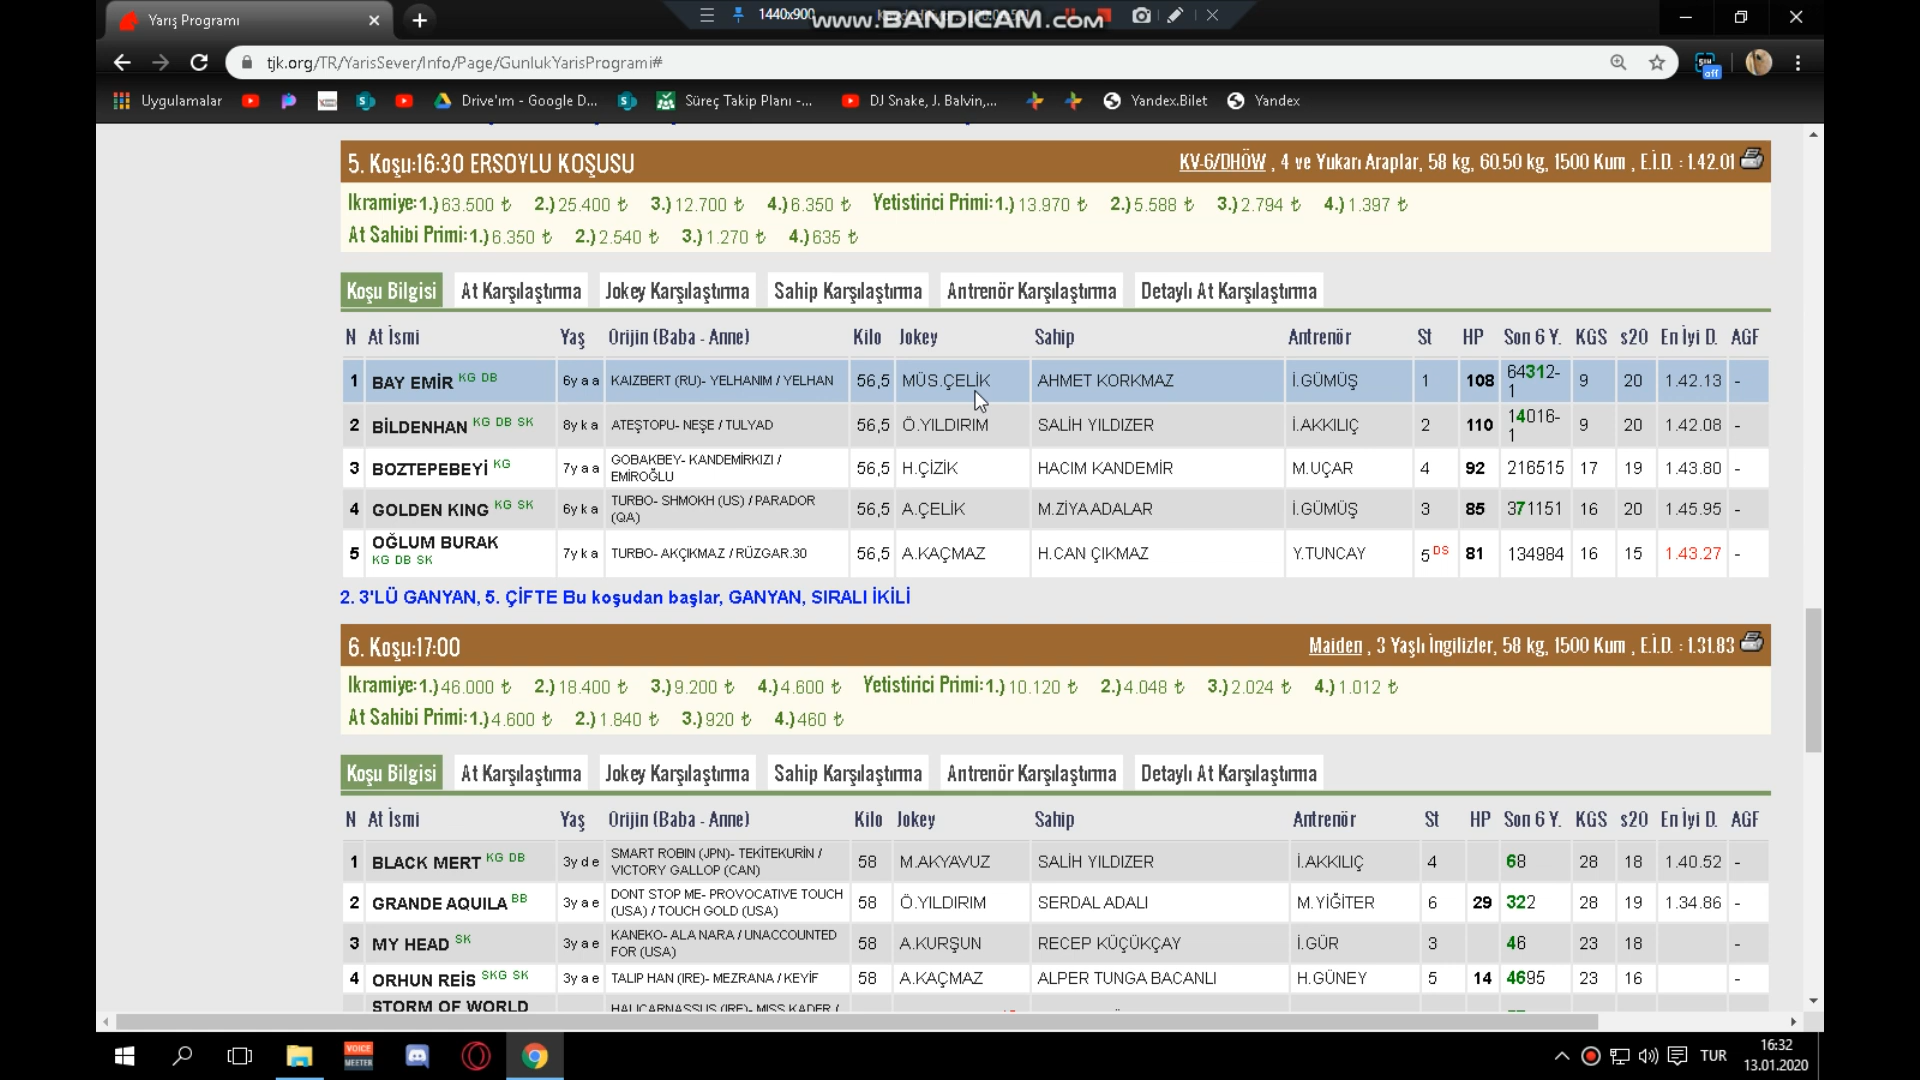 Yarış Programı
1440x900
www.BANDICAM.com
tjk.org/TR/YarisSever/Info/Page/GunlukYarisProgrami#
off
Uygulamalar
Drive'ım - Google D...
Süreç Takip Planı -...
DJ Snake, J. Balvin,...
Yandex.Bilet
Yandex
5. Koşu:16:30 ERSOYLU KOŞUSU
KV-6/DHÖW , 4 ve Yukarı Araplar, 58 kg, 60.50 kg, 1500 Kum , E.İ.D. : 1.42.01
Ikramiye:1.)63.500 ₺ 2.)25.400 ₺ 3.)12.700 ₺ 4.)6.350 ₺ Yetistirici Primi:1.)13.970 ₺ 2.)5.588 ₺ 3.)2.794 ₺ 4.)1.397 ₺
At Sahibi Primi:1.)6.350 ₺ 2.)2.540 ₺ 3.)1.270 ₺ 4.)635 ₺
Koşu Bilgisi At Karşılaştırma Jokey Karşılaştırma Sahip Karşılaştırma Antrenör Karşılaştırma Detaylı At Karşılaştırma
N At İsmi Yaş Orijin (Baba - Anne) Kilo Jokey Sahip Antrenör St HP Son 6 Y. KGS s20 En İyi D. AGF
1 BAY EMİR KG DB 6y a a KAIZBERT (RU)- YELHANIM / YELHAN 56,5 MÜS.ÇELİK AHMET KORKMAZ İ.GÜMÜŞ 1 108 64312-1 9 20 1.42.13 -
2 BİLDENHAN KG DB SK 8y k a ATEŞTOPU- NEŞE / TULYAD 56,5 Ö.YILDIRIM SALİH YILDIZER İ.AKKILIÇ 2 110 14016-1 9 20 1.42.08 -
3 BOZTEPEBEYİ KG 7y a a GOBAKBEY- KANDEMİRKIZI / EMİROĞLU 56,5 H.ÇİZİK HACIM KANDEMİR M.UÇAR 4 92 216515 17 19 1.43.80 -
4 GOLDEN KING KG SK 6y k a TURBO- SHMOKH (US) / PARADOR (QA) 56,5 A.ÇELİK M.ZİYA ADALAR İ.GÜMÜŞ 3 85 371151 16 20 1.45.95 -
5 OĞLUM BURAK KG DB SK 7y k a TURBO- AKÇIKMAZ / RÜZGAR.30 56,5 A.KAÇMAZ H.CAN ÇIKMAZ Y.TUNCAY 5 DS 81 134984 16 15 1.43.27 -
2. 3'LÜ GANYAN, 5. ÇİFTE Bu koşudan başlar, GANYAN, SIRALI İKİLİ
6. Koşu:17:00
Maiden , 3 Yaşlı İngilizler, 58 kg, 1500 Kum , E.İ.D. : 1.31.83
Ikramiye:1.)46.000 ₺ 2.)18.400 ₺ 3.)9.200 ₺ 4.)4.600 ₺ Yetistirici Primi:1.)10.120 ₺ 2.)4.048 ₺ 3.)2.024 ₺ 4.)1.012 ₺
At Sahibi Primi:1.)4.600 ₺ 2.)1.840 ₺ 3.)920 ₺ 4.)460 ₺
Koşu Bilgisi At Karşılaştırma Jokey Karşılaştırma Sahip Karşılaştırma Antrenör Karşılaştırma Detaylı At Karşılaştırma
N At İsmi Yaş Orijin (Baba - Anne) Kilo Jokey Sahip Antrenör St HP Son 6 Y. KGS s20 En İyi D. AGF
1 BLACK MERT KG DB 3y d e SMART ROBIN (JPN)- TEKİTEKURİN / VICTORY GALLOP (CAN) 58 M.AKYAVUZ SALİH YILDIZER İ.AKKILIÇ 4 68 28 18 1.40.52 -
2 GRANDE AQUILA BB 3y a e DONT STOP ME- PROVOCATIVE TOUCH (USA) / TOUCH GOLD (USA) 58 Ö.YILDIRIM SERDAL ADALI M.YİĞİTER 6 29 322 28 19 1.34.86 -
3 MY HEAD SK 3y a e KANEKO- ALA NARA / UNACCOUNTED FOR (USA) 58 A.KURŞUN RECEP KÜÇÜKÇAY İ.GÜR 3 46 23 18 -
4 ORHUN REİS SKG SK 3y a e TALIP HAN (IRE)- MEZRANA / KEYİF 58 A.KAÇMAZ ALPER TUNGA BACANLI H.GÜNEY 5 14 4695 23 16 -
STORM OF WORLD HALICARNASSUS (IRE)- MISS KADER /
VOICE MEETER
TUR
16:32
13.01.2020